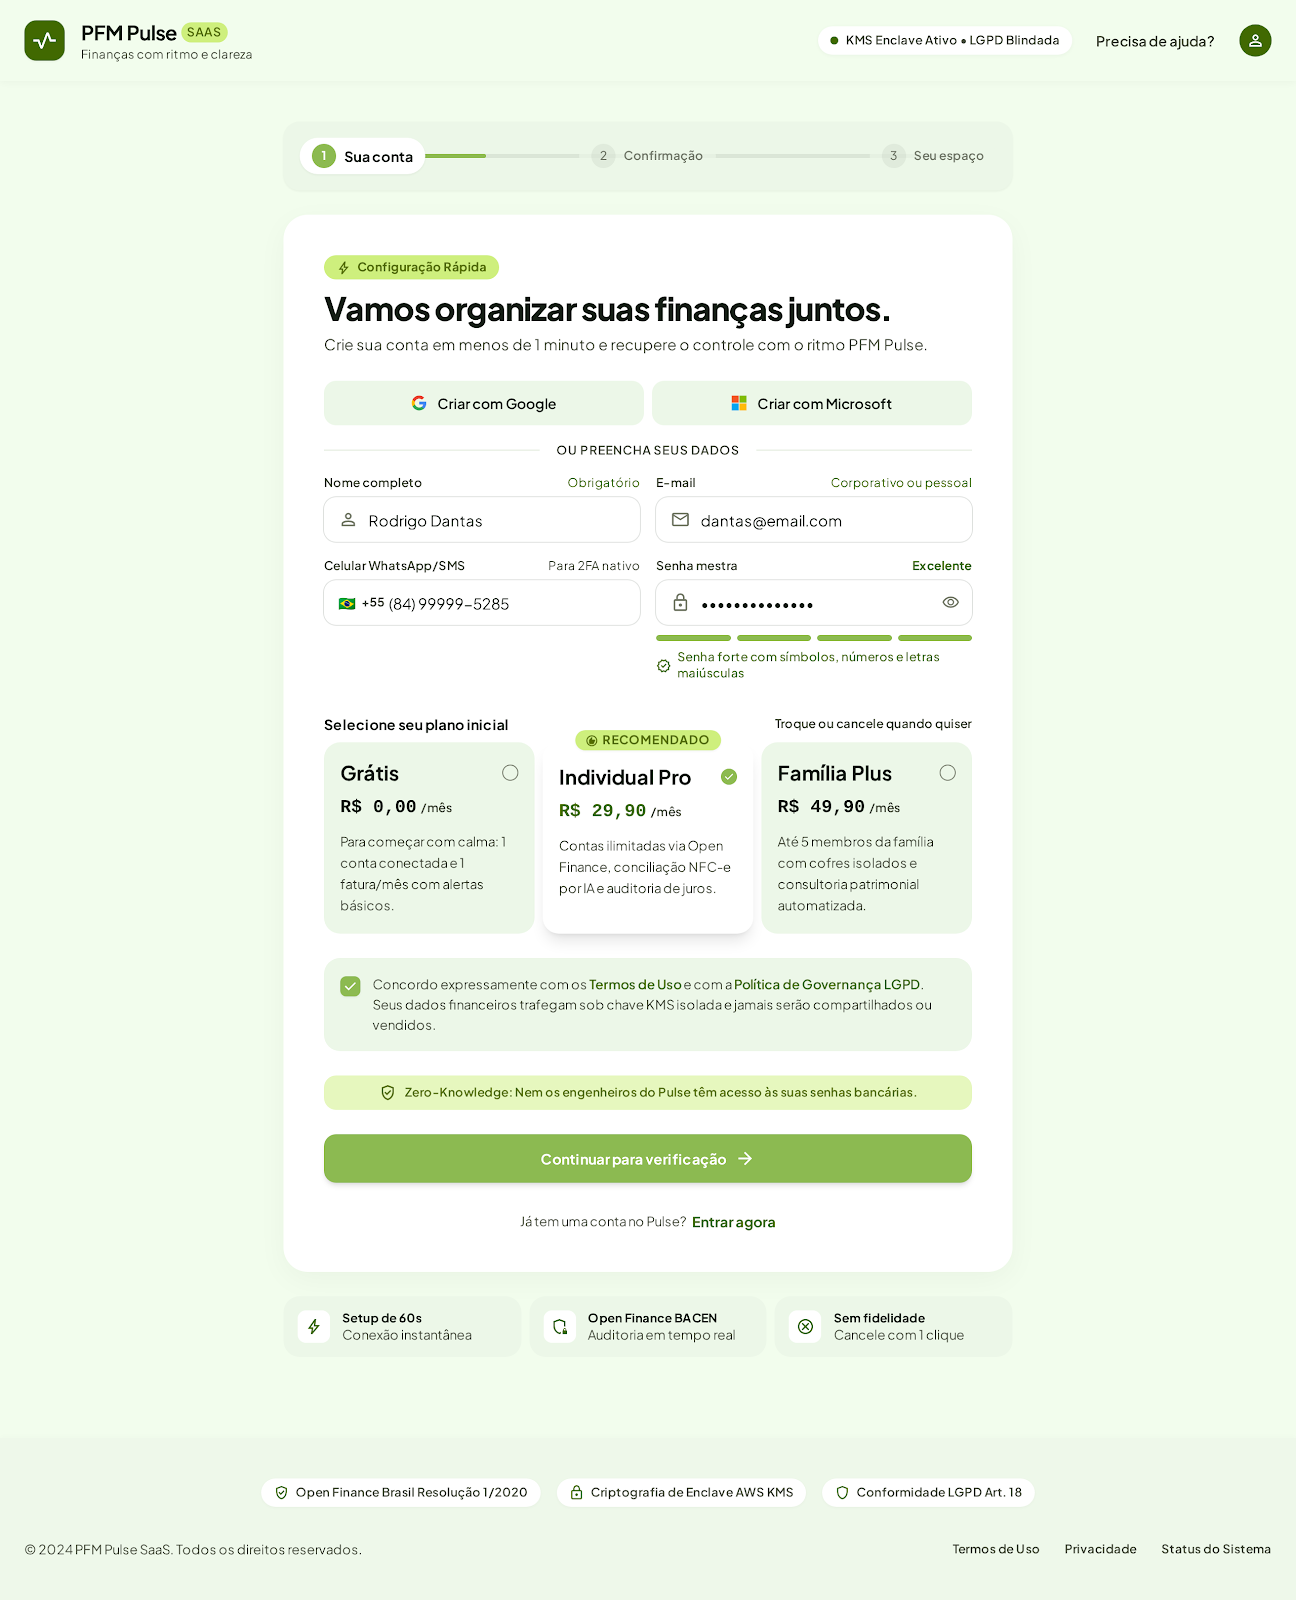 PFM Pulse SAAS
Finanças com ritmo e clareza
KMS Enclave Ativo • LGPD Blindada
Precisa de ajuda?
1 Sua conta
2 Confirmação
3 Seu espaço
Configuração Rápida
Vamos organizar suas finanças juntos.
Crie sua conta em menos de 1 minuto e recupere o controle com o ritmo PFM Pulse.
Criar com Google
Criar com Microsoft
OU PREENCHA SEUS DADOS
Nome completo Obrigatório
Rodrigo Dantas
E-mail Corporativo ou pessoal
dantas@email.com
Celular WhatsApp/SMS Para 2FA nativo
+55 (84) 99999-5285
Senha mestra Excelente
••••••••••••••
Senha forte com símbolos, números e letras
maiúsculas
Selecione seu plano inicial
Troque ou cancele quando quiser
Grátis
R$ 0,00 /mês
Para começar com calma: 1
conta conectada e 1
fatura/mês com alertas
básicos.
RECOMENDADO
Individual Pro
R$ 29,90 /mês
Contas ilimitadas via Open
Finance, conciliação NFC-e
por IA e auditoria de juros.
Família Plus
R$ 49,90 /mês
Até 5 membros da família
com cofres isolados e
consultoria patrimonial
automatizada.
Concordo expressamente com os Termos de Uso e com a Política de Governança LGPD.
Seus dados financeiros trafegam sob chave KMS isolada e jamais serão compartilhados ou
vendidos.
Zero-Knowledge: Nem os engenheiros do Pulse têm acesso às suas senhas bancárias.
Continuar para verificação
Já tem uma conta no Pulse? Entrar agora
Setup de 60s
Conexão instantânea
Open Finance BACEN
Auditoria em tempo real
Sem fidelidade
Cancele com 1 clique
Open Finance Brasil Resolução 1/2020
Criptografia de Enclave AWS KMS
Conformidade LGPD Art. 18
© 2024 PFM Pulse SaaS. Todos os direitos reservados.
Termos de Uso
Privacidade
Status do Sistema